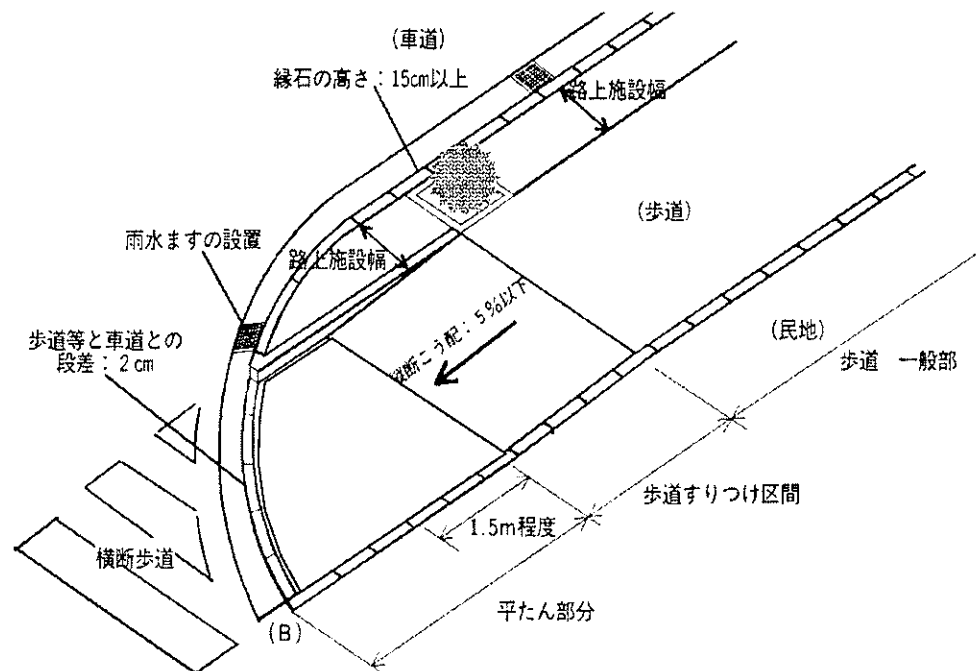 (車道)
縁石の高さ：15cm以上
路上施設幅
(歩道)
雨水ますの設置
路上施設幅
歩道等と車道との
段差：２cm
縦断こう配：５％以下
(民地)
歩道　一般部
歩道すりつけ区間
1.5m程度
横断歩道
平たん部分
(B)